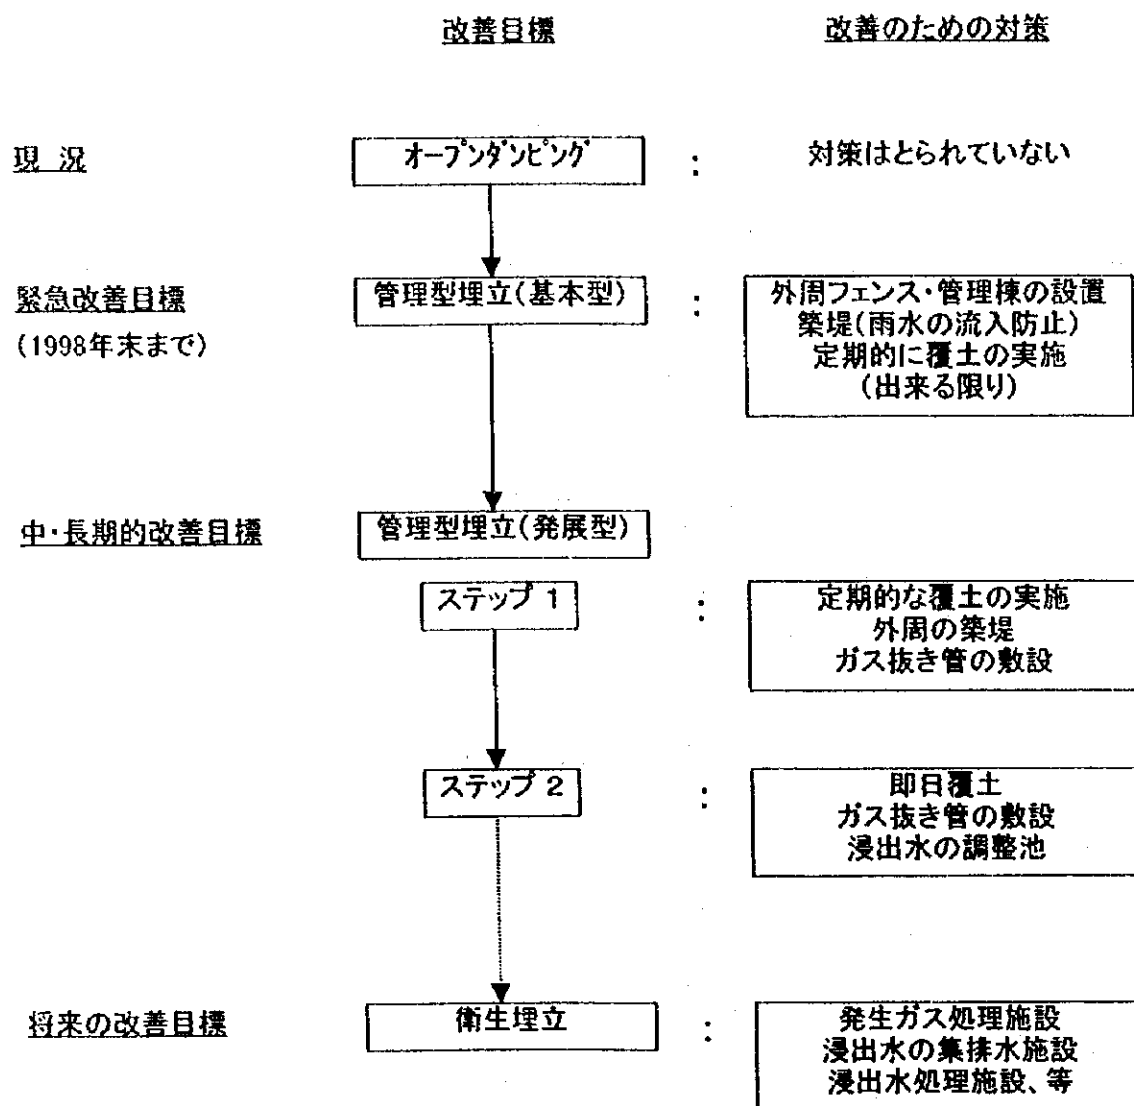 改善目標 改善のための対策
現 況 オープンダンピング : 対策はとられていない
緊急改善目標 管理型埋立(基本型) : 外周フェンス・管理棟の設置
(1998年末まで) 築堤(雨水の流入防止)
定期的に覆土の実施
(出来る限り)
中・長期的改善目標 管理型埋立(発展型)
ステップ 1 : 定期的な覆土の実施
外周の築堤
ガス抜き管の敷設
ステップ 2 : 即日覆土
ガス抜き管の敷設
浸出水の調整池
将来の改善目標 衛生埋立 : 発生ガス処理施設
浸出水の集排水施設
浸出水処理施設、等